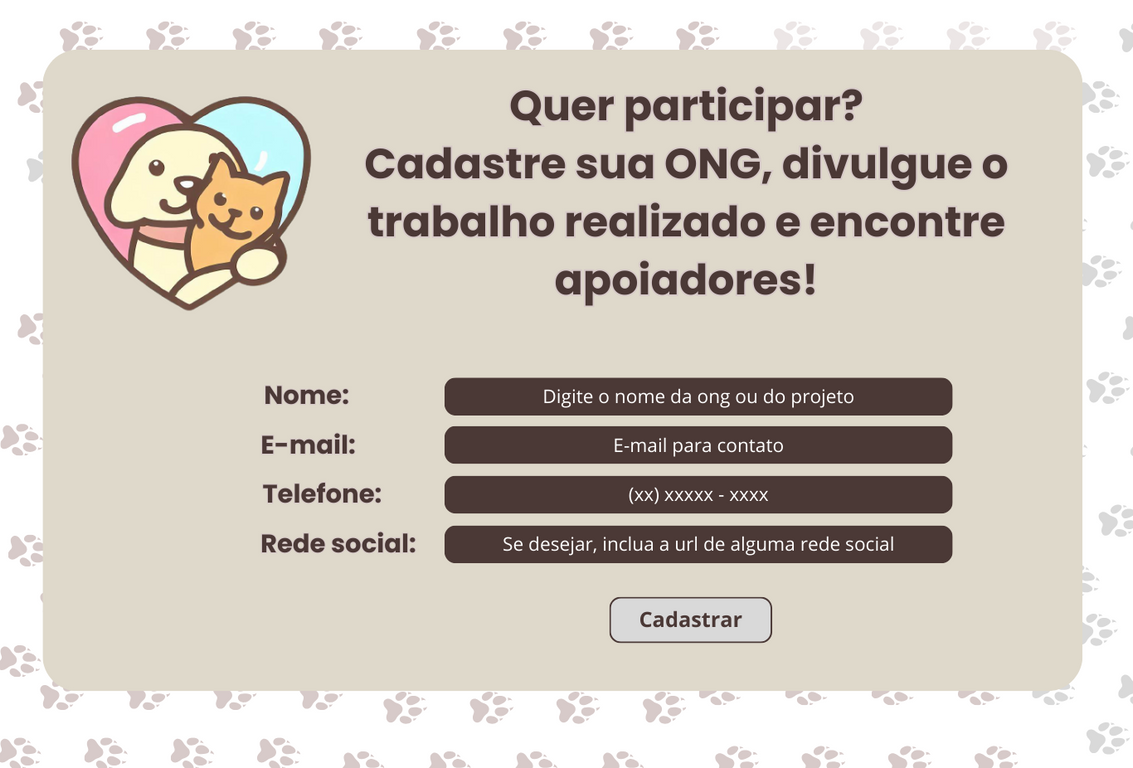 Quer participar?
Cadastre sua ONG, divulgue o
trabalho realizado e encontre
apoiadores!
Nome:
Digite o nome da ong ou do projeto
E-mail:
E-mail para contato
Telefone:
(xx) xxxxx - xxxx
Rede social:
Se desejar, inclua a url de alguma rede social
Cadastrar